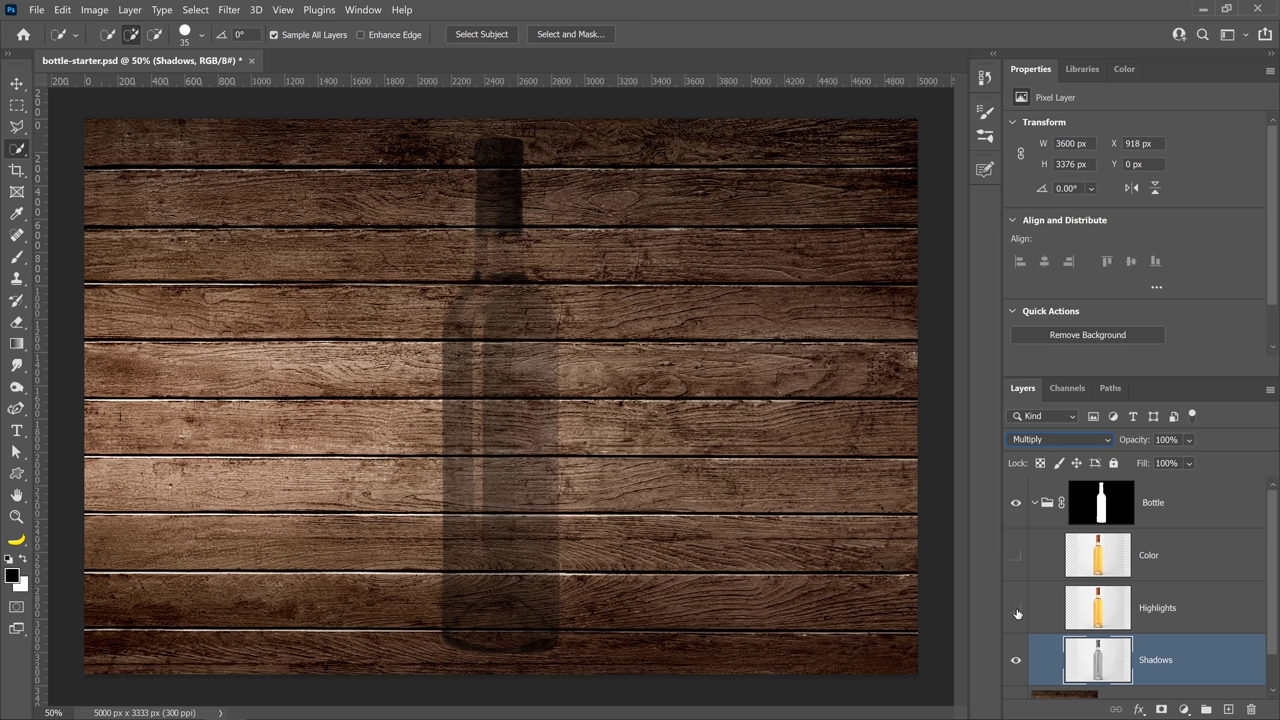 Ps File Edit Image Layer Type Select Filter 3D View Plugins Window Help
35 0° Sample All Layers Enhance Edge Select Subject Select and Mask...
bottle-starter.psd @ 50% (Shadows, RGB/8#) * ×
200 0 200 400 600 800 1000 1200 1400 1600 1800 2000 2200 2400 2600 2800 3000 3200 3400 3600 3800 4000 4200 4400 4600 4800 5000
Properties Libraries Color
Pixel Layer
Transform
W 3600 px X 918 px
H 3376 px Y 0 px
0.00°
Align and Distribute
Align:
Quick Actions
Remove Background
Layers Channels Paths
Kind
Multiply Opacity: 100%
Lock: Fill: 100%
Bottle
Color
Highlights
Shadows
50% 5000 px x 3333 px (300 ppi)